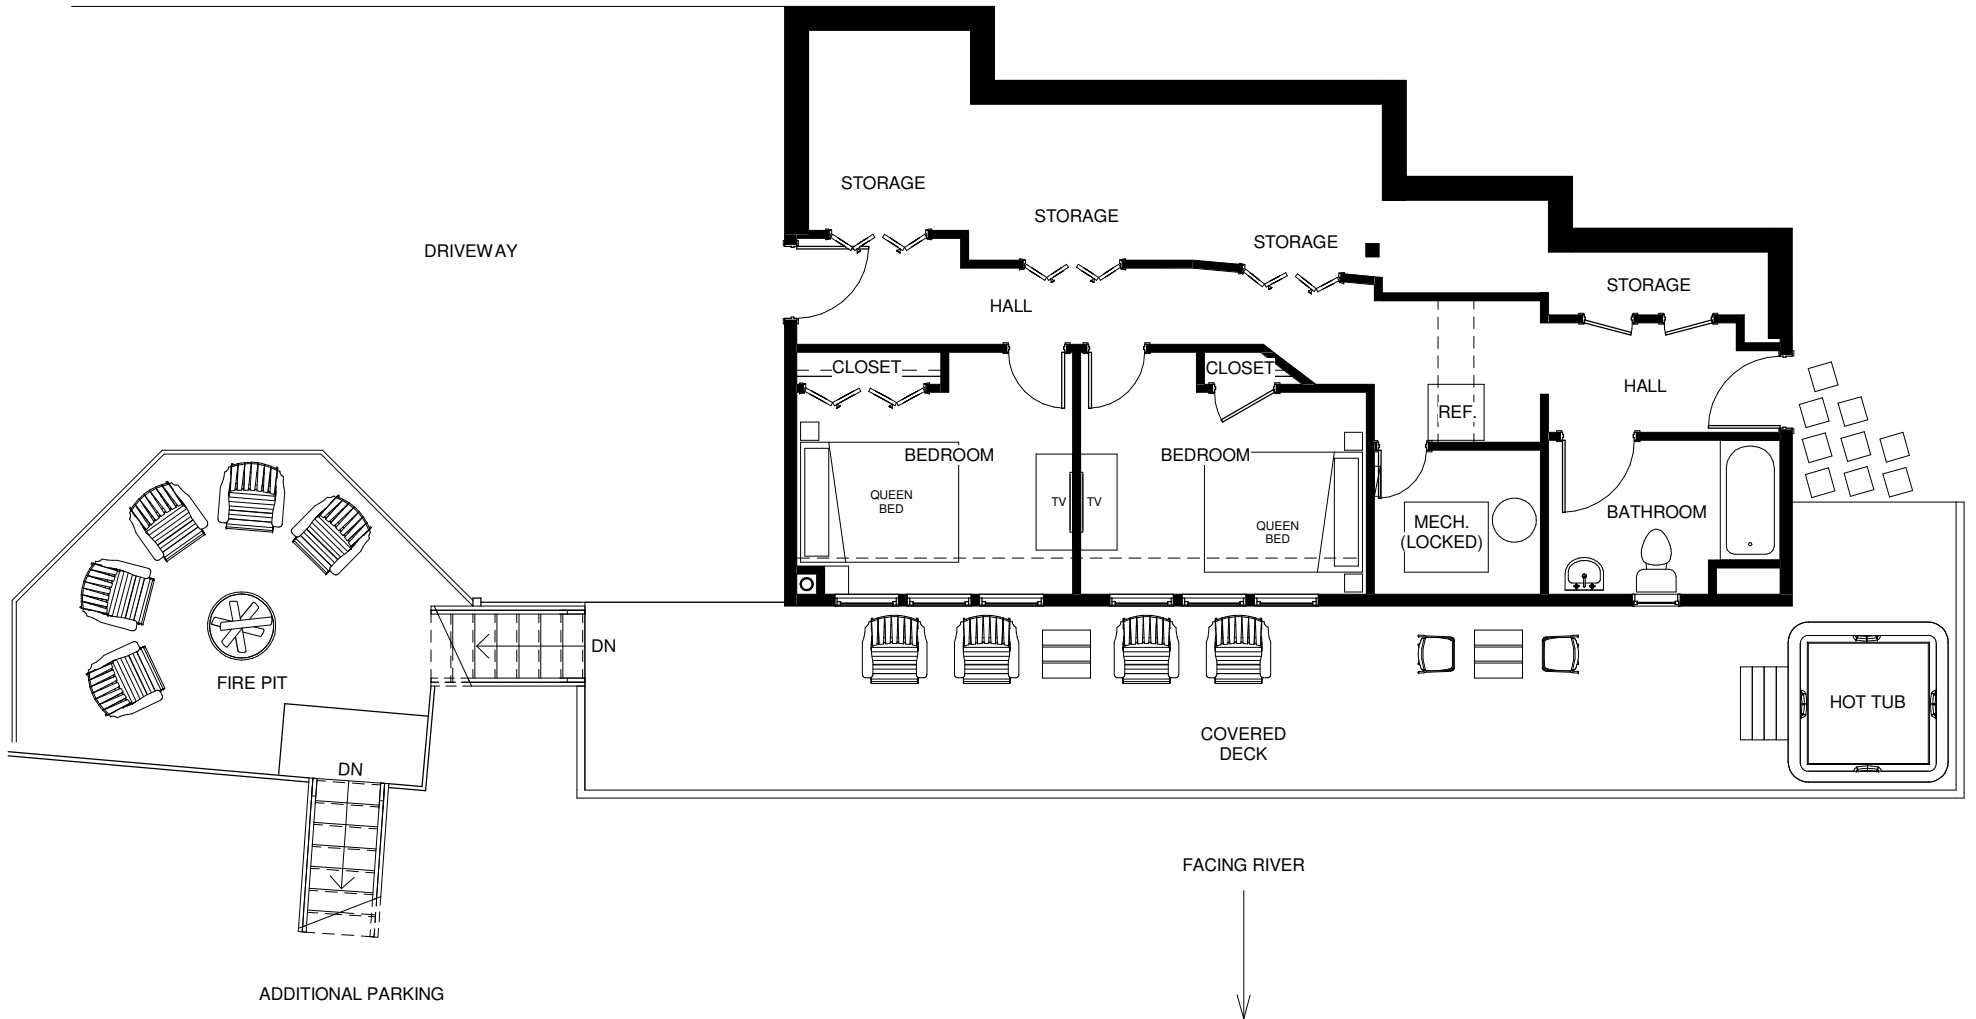 STORAGE
STORAGE
STORAGE
DRIVEWAY
STORAGE
HALL
CLOSET
CLOSET
HALL
REF.
BEDROOM
BEDROOM
QUEEN
BED
TV
TV
QUEEN
BED
MECH.
(LOCKED)
BATHROOM
DN
FIRE PIT
HOT TUB
COVERED
DECK
DN
FACING RIVER
ADDITIONAL PARKING